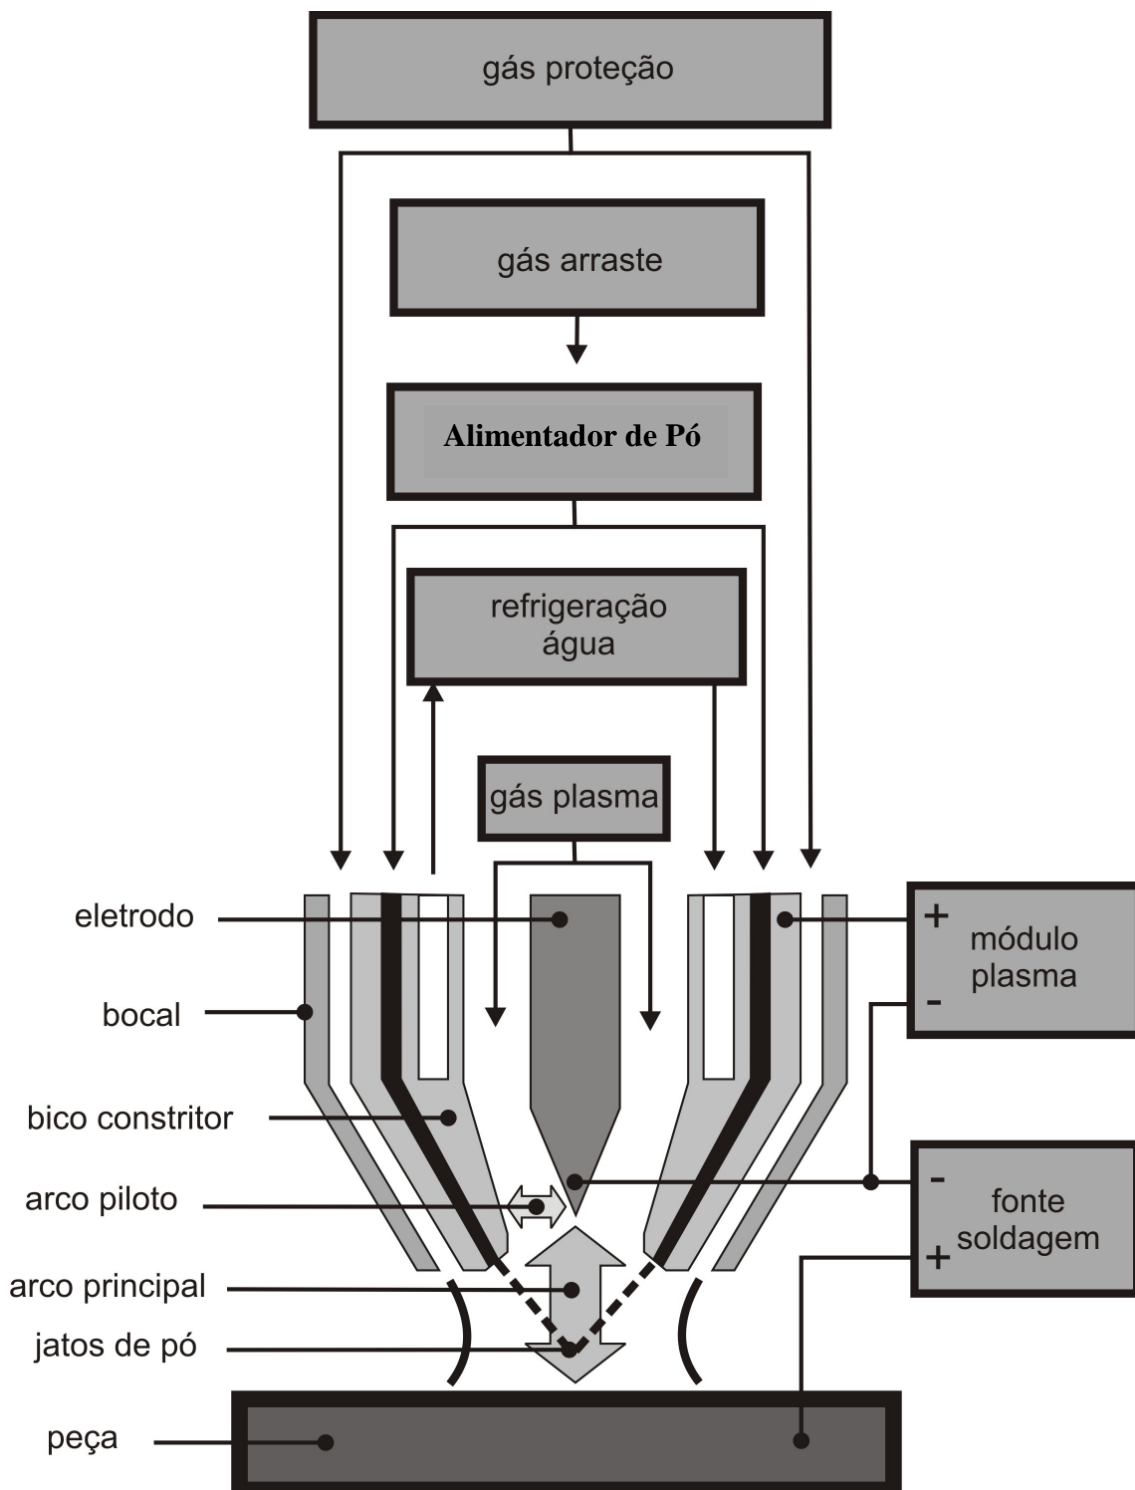 gás proteção
gás arraste
Alimentador de Pó
refrigeração
água
gás plasma
eletrodo
bocal
bico constritor
arco piloto
arco principal
jatos de pó
peça
+
módulo
plasma
-
-
fonte
soldagem
+